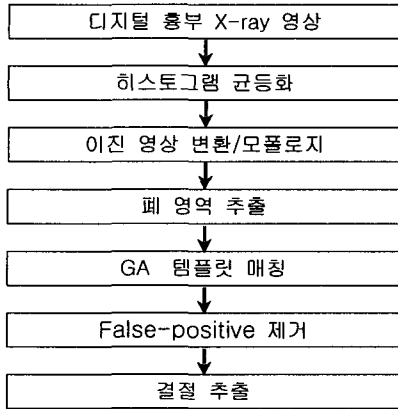 디지털 흉부 X-ray 영상
히스토그램 균등화
이진 영상 변환/모폴로지
폐 영역 추출
GA 템플릿 매칭
False-positive 제거
결절 추출